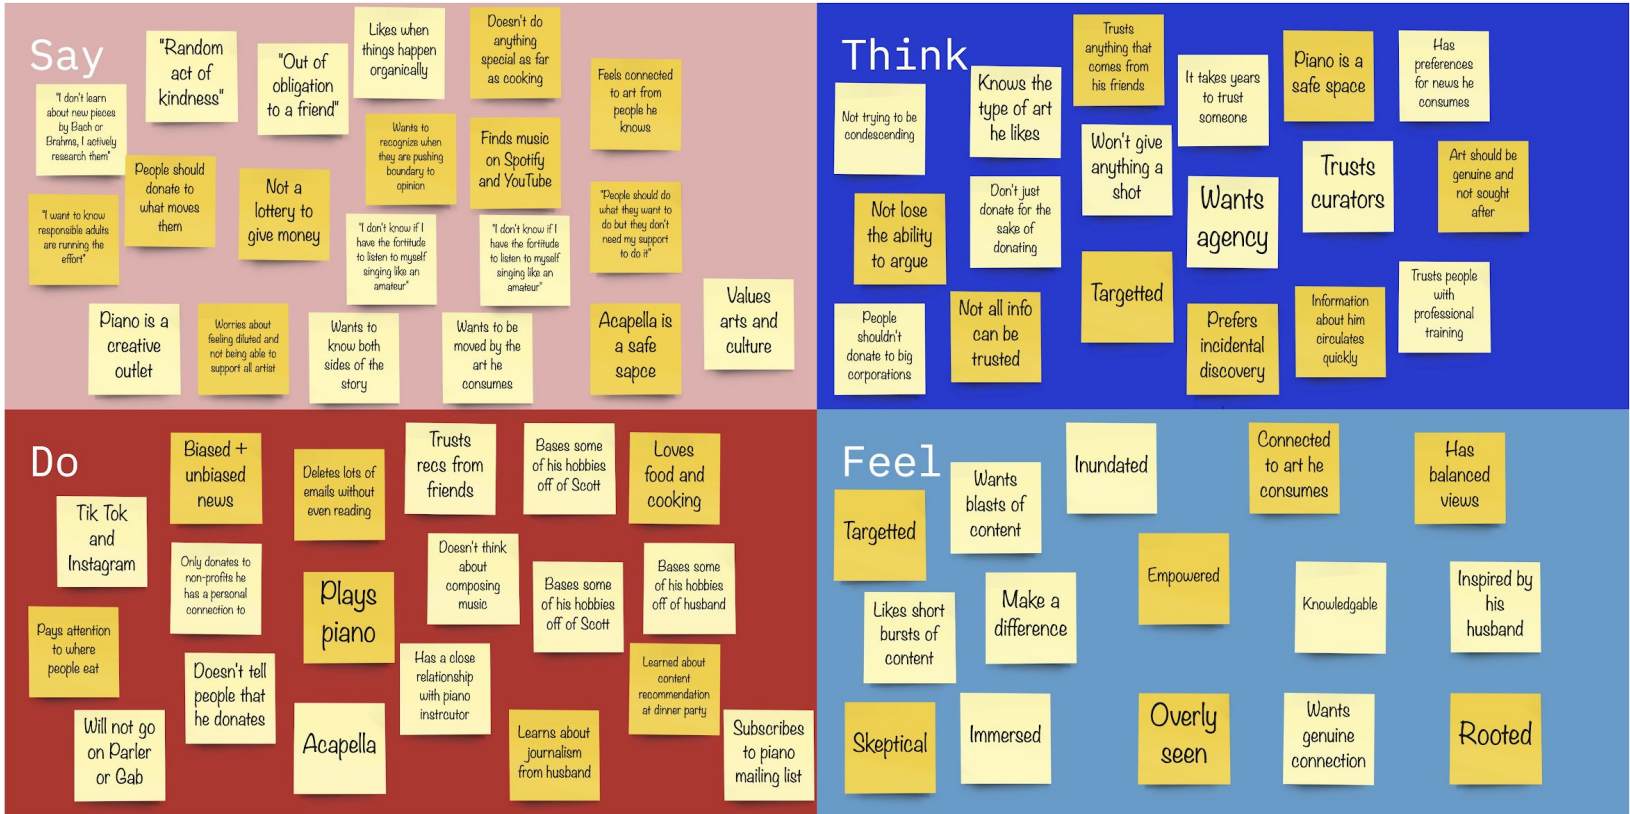 Say
"Random
act of
kindness"
"Out of
obligation
to a friend"
Likes when
things happen
organically
Doesn't do
anything
special as far
as cooking
Feels connected
to art from
people he
knows
"I don't learn
about new pieces
by Bach or
Brahms, I actively
research them"
People should
donate to
what moves
them
Not a
lottery to
give money
Wants to
recognize when
they are pushing
boundary to
opinion
Finds music
on Spotify
and YouTube
"I want to know
responsible adults
are running the
effort"
"I don't know if I
have the fortitude
to listen to myself
singing like an
amateur"
"I don't know if I
have the fortitude
to listen to myself
singing like an
amateur"
"People should do
what they want to
do but they don't
need my support
to do it"
Piano is a
creative
outlet
Worries about
feeling diluted and
not being able to
support all artist
Wants to
know both
sides of the
story
Wants to be
moved by the
art he
consumes
Acapella is
a safe
sapce
Values
arts and
culture
Think
Not trying to be
condescending
Knows the
type of art
he likes
Trusts
anything that
comes from
his friends
It takes years
to trust
someone
Piano is a
safe space
Has
preferences
for news he
consumes
Won't give
anything a
shot
Trusts
curators
Art should be
genuine and
not sought
after
Not lose
the ability
to argue
Don't just
donate for the
sake of
donating
Wants
agency
Targetted
People
shouldn't
donate to big
corporations
Not all info
can be
trusted
Prefers
incidental
discovery
Information
about him
circulates
quickly
Trusts people
with
professional
training
Do
Biased +
unbiased
news
Deletes lots of
emails without
even reading
Trusts
recs from
friends
Bases some
of his hobbies
off of Scott
Loves
food and
cooking
Tik Tok
and
Instagram
Only donates to
non-profits he
has a personal
connection to
Plays
piano
Doesn't think
about
composing
music
Bases some
of his hobbies
off of Scott
Bases some
of his hobbies
off of husband
Pays attention
to where
people eat
Doesn't tell
people that
he donates
Has a close
relationship
with piano
instrcutor
Learned about
content
recommendation
at dinner party
Will not go
on Parler
or Gab
Acapella
Learns about
journalism
from husband
Subscribes
to piano
mailing list
Feel
Targetted
Wants
blasts of
content
Inundated
Connected
to art he
consumes
Has
balanced
views
Likes short
bursts of
content
Make a
difference
Empowered
Knowledgable
Inspired by
his
husband
Skeptical
Immersed
Overly
seen
Wants
genuine
connection
Rooted